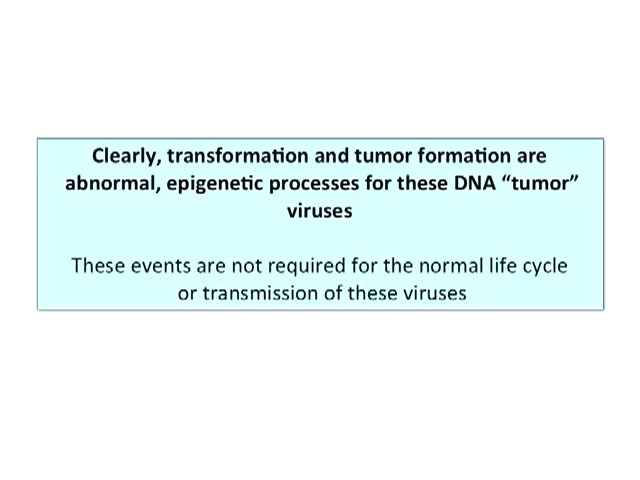 Clearly, transformation and tumor formation are
abnormal, epigenetic processes for these DNA “tumor”
viruses
These events are not required for the normal life cycle
or transmission of these viruses